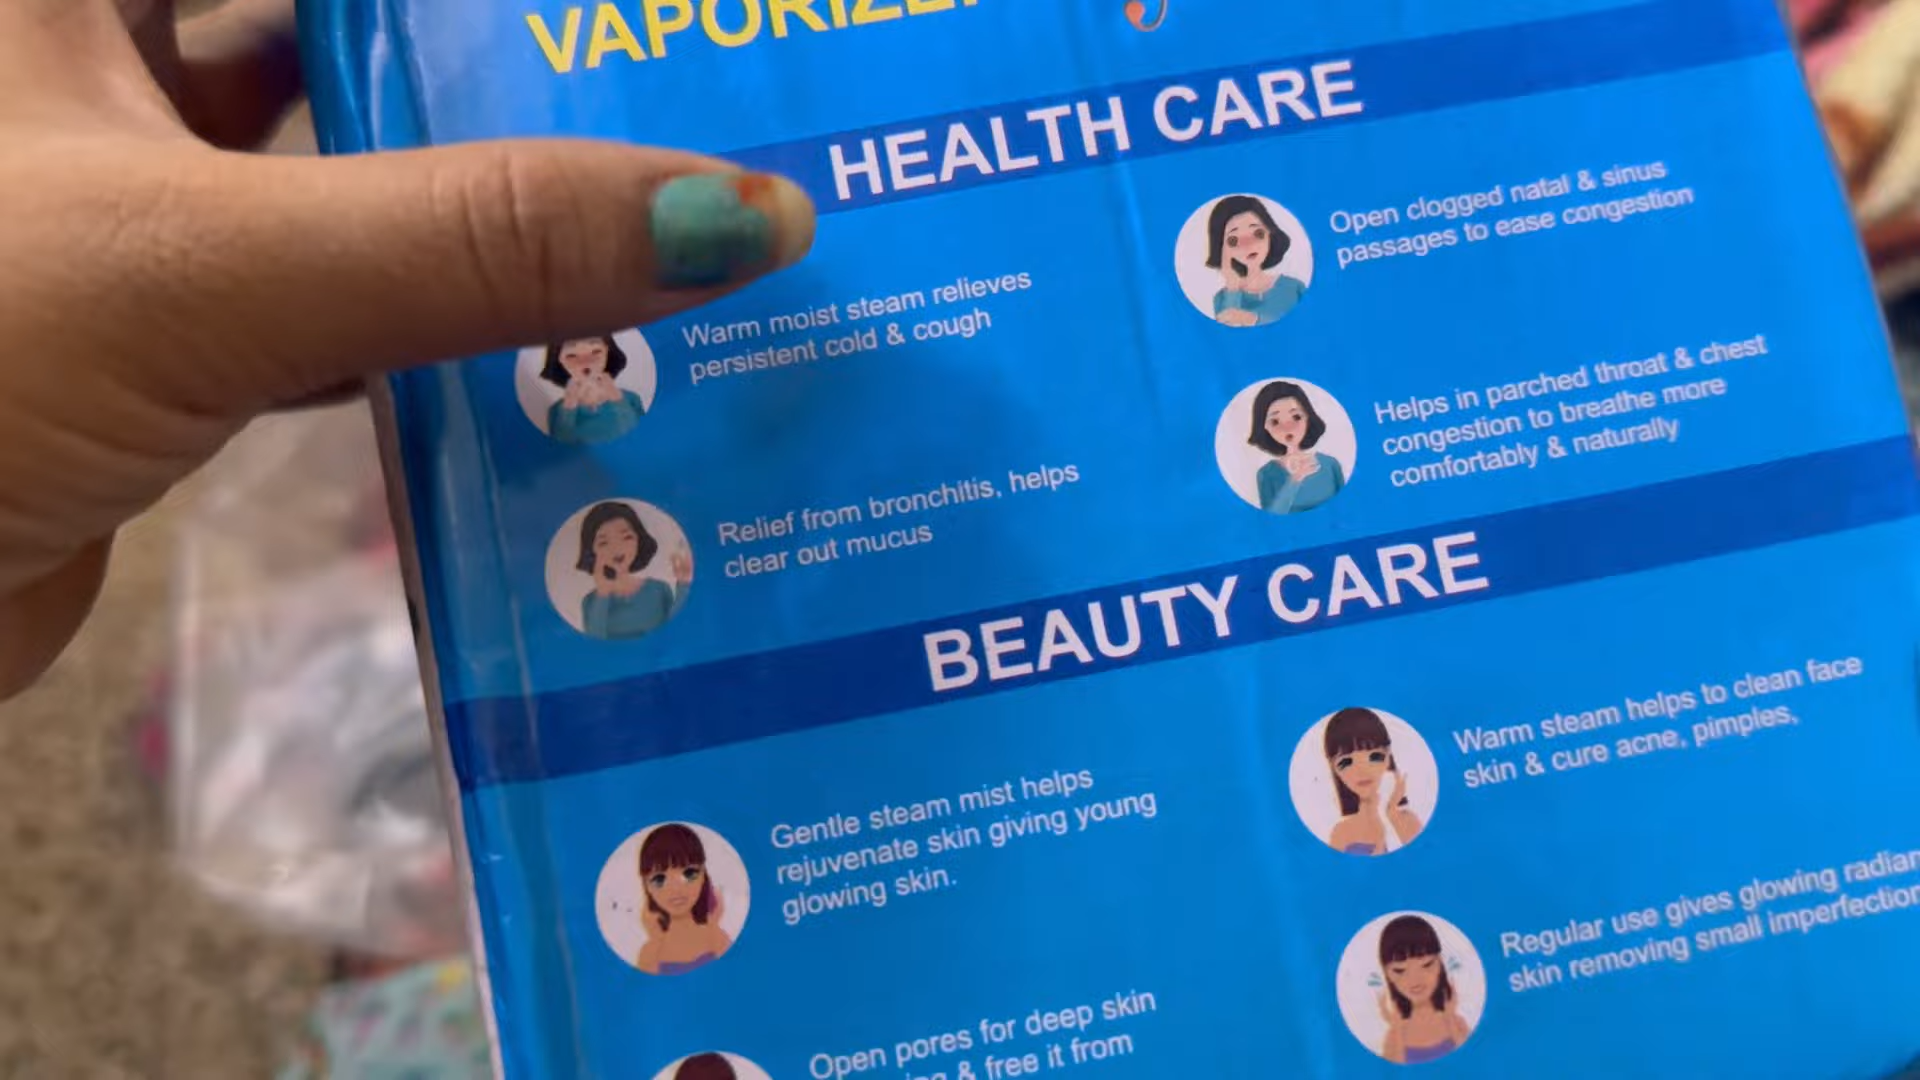 VAPORIZER
HEALTH CARE
Warm moist steam relieves
persistent cold & cough
Open clogged natal & sinus
passages to ease congestion
Relief from bronchitis, helps
clear out mucus
Helps in parched throat & chest
congestion to breathe more
comfortably & naturally
BEAUTY CARE
Gentle steam mist helps
rejuvenate skin giving young
glowing skin.
Warm steam helps to clean face
skin & cure acne, pimples,
Open pores for deep skin
& free it from
Regular use gives glowing
skin removing small